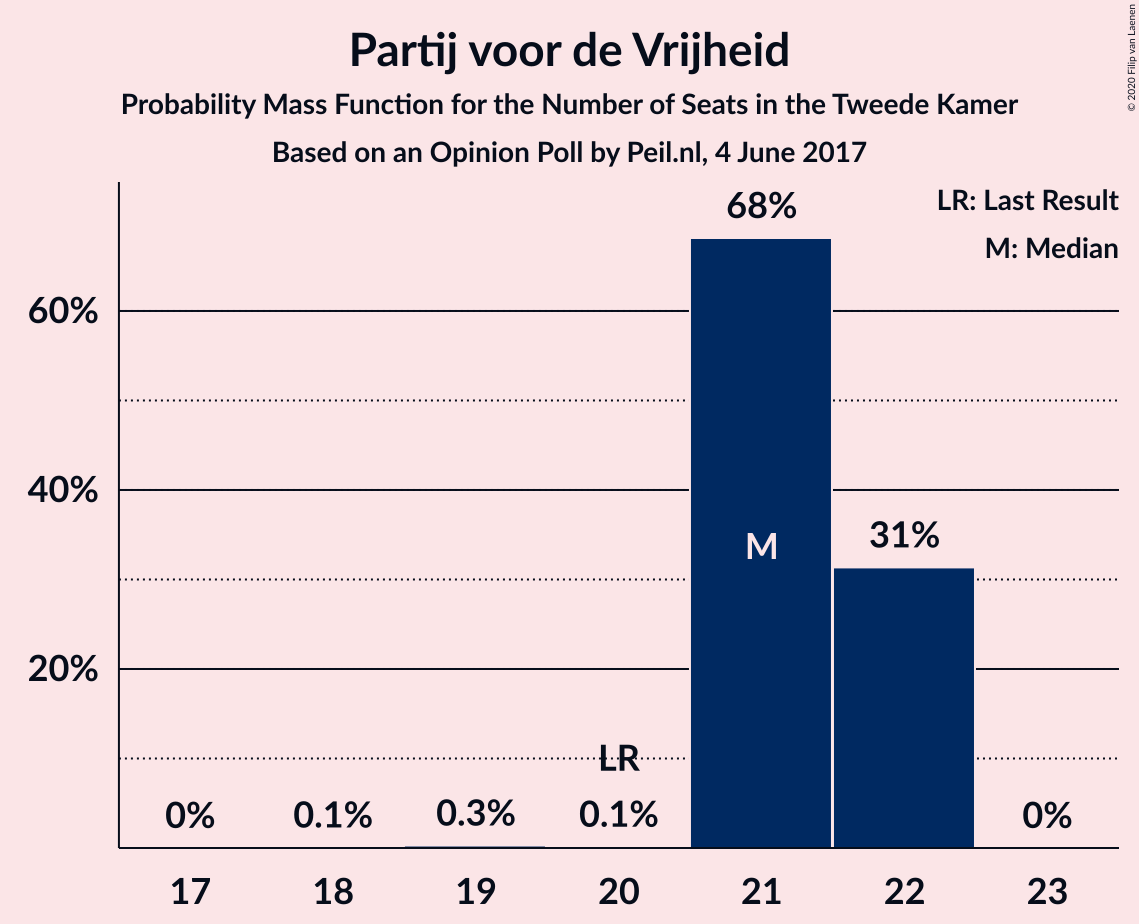 Partij voor de Vrijheid
Probability Mass Function for the Number of Seats in the Tweede Kamer
Based on an Opinion Poll by Peil.nl, 4 June 2017
© 2020 Filip van Laenen
LR: Last Result
M: Median
60%
40%
20%
0%
0.1%
0.3%
LR
0.1%
68%
M
31%
0%
17 18 19 20 21 22 23